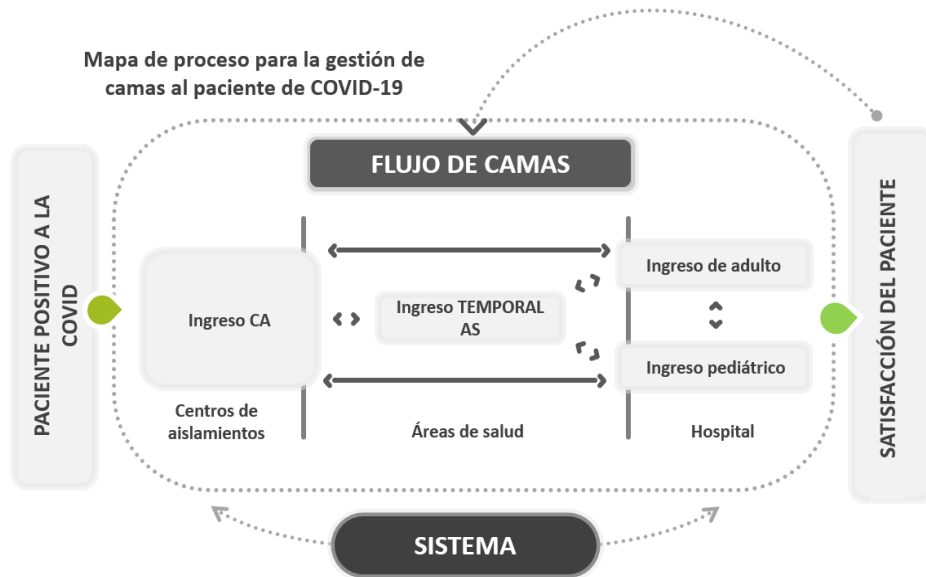 Mapa de proceso para la gestión de
camas al paciente de COVID-19
FLUJO DE CAMAS
PACIENTE POSITIVO A LA
COVID
Ingreso CA
Ingreso TEMPORAL
AS
Ingreso de adulto
Ingreso pediátrico
Centros de
aislamientos
Áreas de salud
Hospital
SATISFACCIÓN DEL PACIENTE
SISTEMA